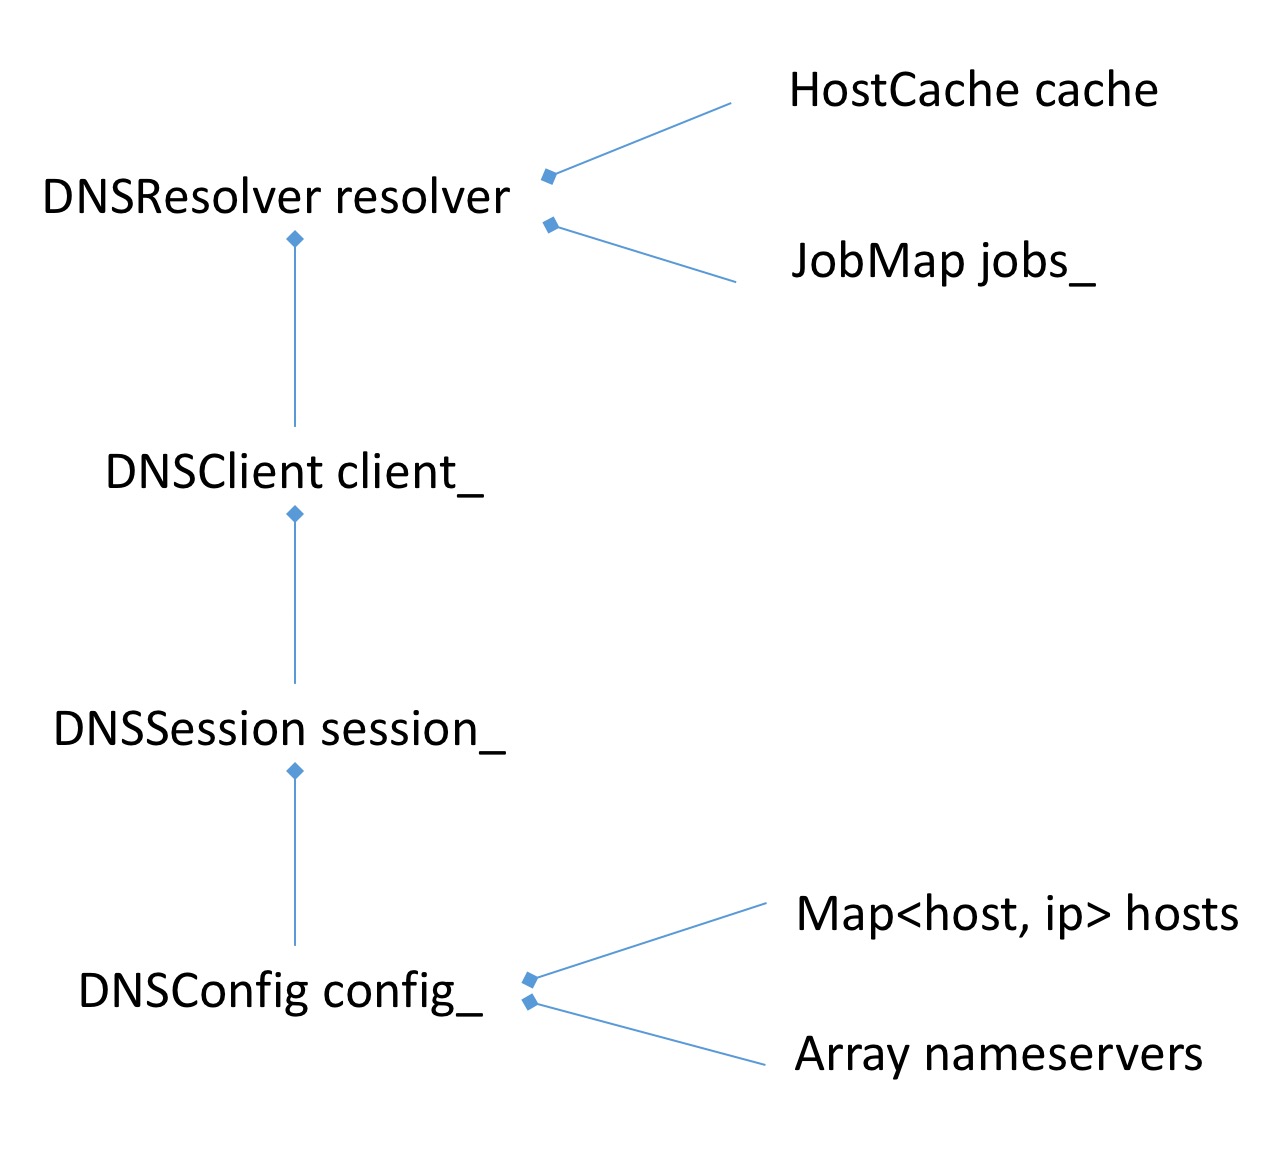 HostCache cache
DNSResolver resolver
JobMap jobs_
DNSClient client_
DNSSession session_
Map<host, ip> hosts
DNSConfig config_
Array nameservers